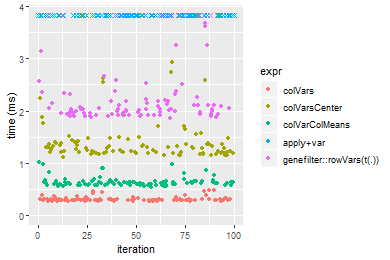 4
3
2
1
0
time (ms)
0
25
50
75
100
iteration
expr
colVars
colVarsCenter
colVarColMeans
apply+var
genefilter::rowVars(t(.))